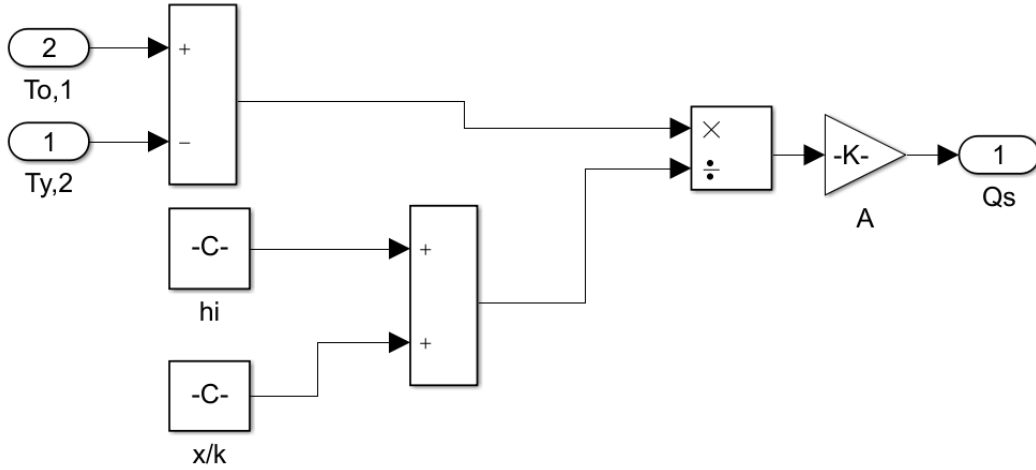 2
To,1
+
1
Ty,2
−
-C-
hi
+
-C-
x/k
+
×
÷
-K-
A
1
Qs